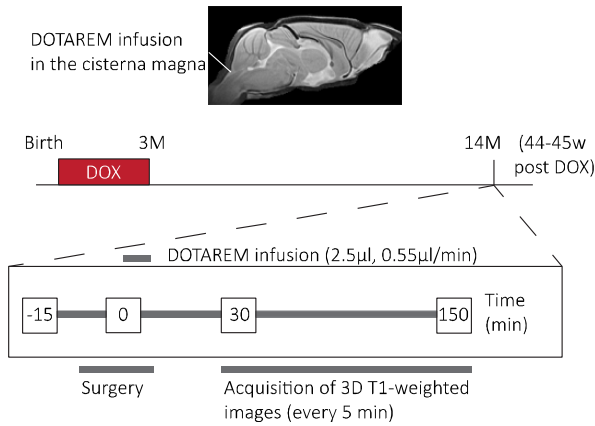 DOTAREM infusion
in the cisterna magna
Birth
3M
14M
(44-45w
post DOX)
DOX
DOTAREM infusion (2.5µl, 0.55µl/min)
-15
0
30
150
Time
(min)
Surgery
Acquisition of 3D T1-weighted
images (every 5 min)